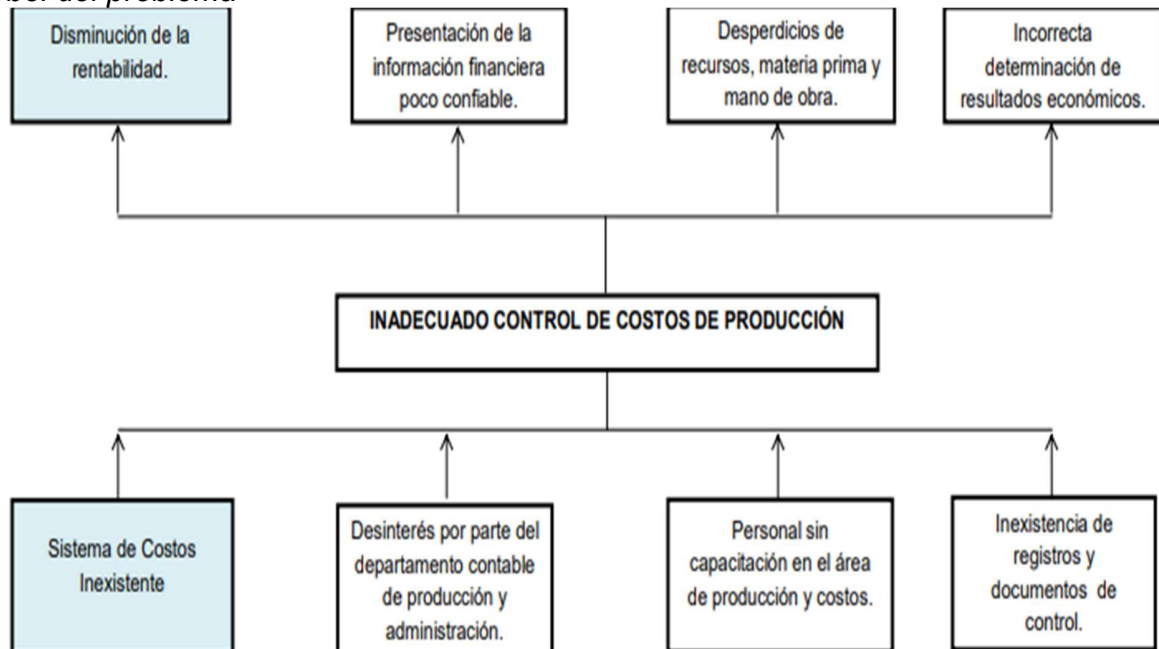 Disminución de la
rentabilidad.
Presentación de la
información financiera
poco confiable.
Desperdicios de
recursos, materia prima y
mano de obra.
Incorrecta
determinación de
resultados económicos.
INADECUADO CONTROL DE COSTOS DE PRODUCCIÓN
Sistema de Costos
Inexistente
Desinterés por parte del
departamento contable
de producción y
administración.
Personal sin
capacitación en el área
de producción y costos.
Inexistencia de
registros y
documentos de
control.